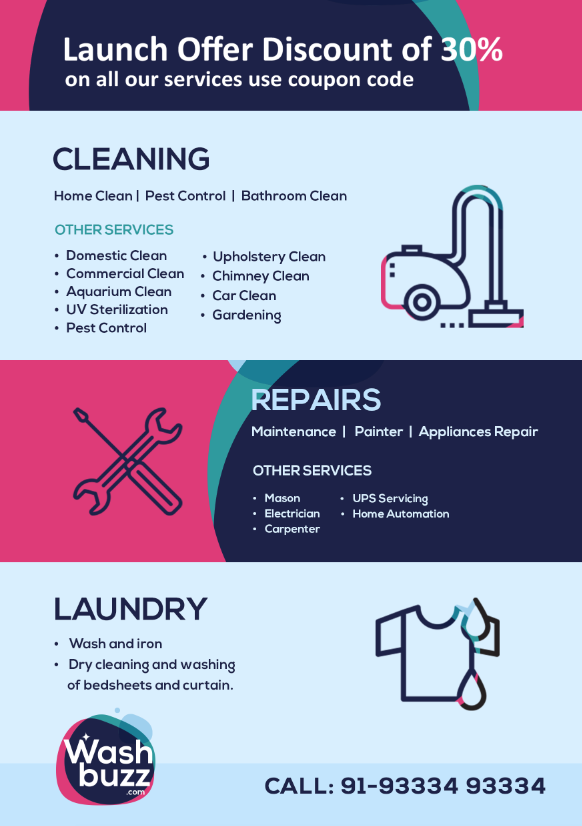 Launch Offer Discount of 30%
on all our services use coupon code
CLEANING
Home Clean | Pest Control | Bathroom Clean
OTHER SERVICES
• Domestic Clean
• Commercial Clean
• Aquarium Clean
• UV Sterilization
• Pest Control
• Upholstery Clean
• Chimney Clean
• Car Clean
• Gardening
REPAIRS
Maintenance | Painter | Appliances Repair
OTHER SERVICES
• Mason
• Electrician
• Carpenter
• UPS Servicing
• Home Automation
LAUNDRY
• Wash and iron
• Dry cleaning and washing
of bedsheets and curtain.
Wash
buzz
.com
CALL: 91-93334 93334